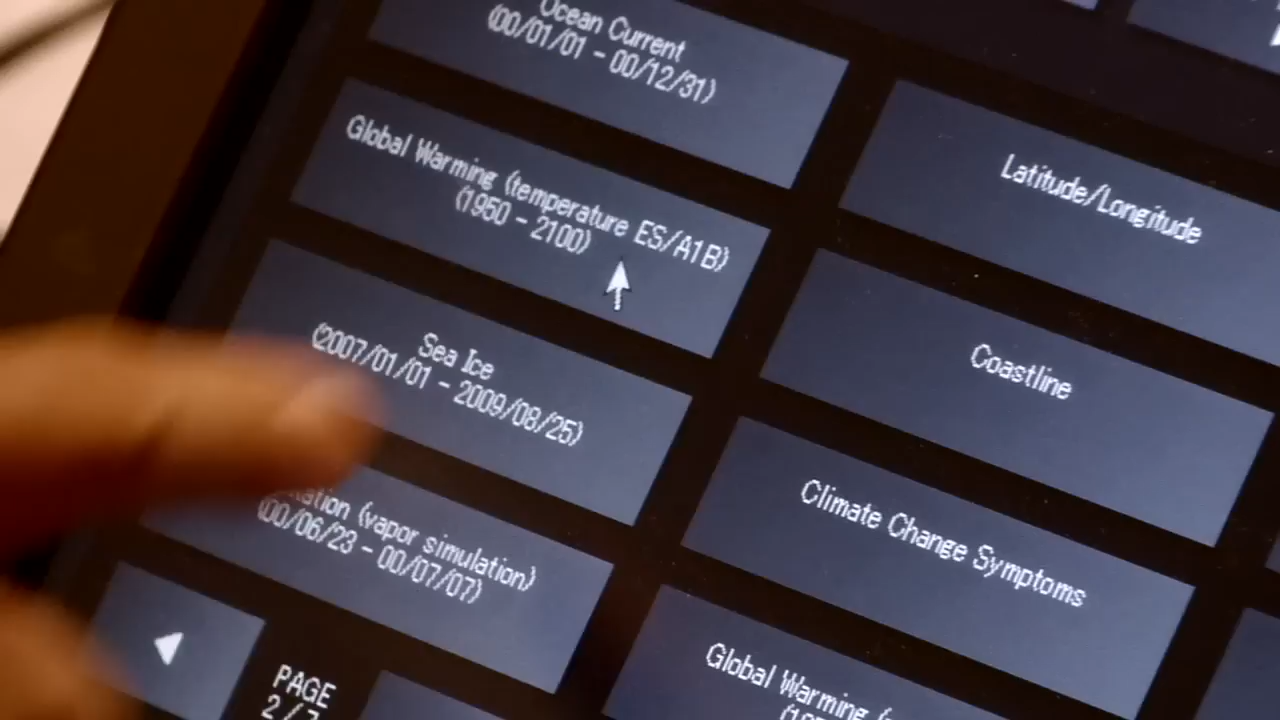 Ocean Current
(00/01/01 - 00/12/31)
Global Warming (temperature ES/A1B)
(1950 - 2100)
Sea Ice
(2007/01/01 - 2009/08/25)
(vapor simulation)
(00/06/23 - 00/07/07)
PAGE
2/7
Latitude/Longitude
Coastline
Climate Change Symptoms
Global Warming